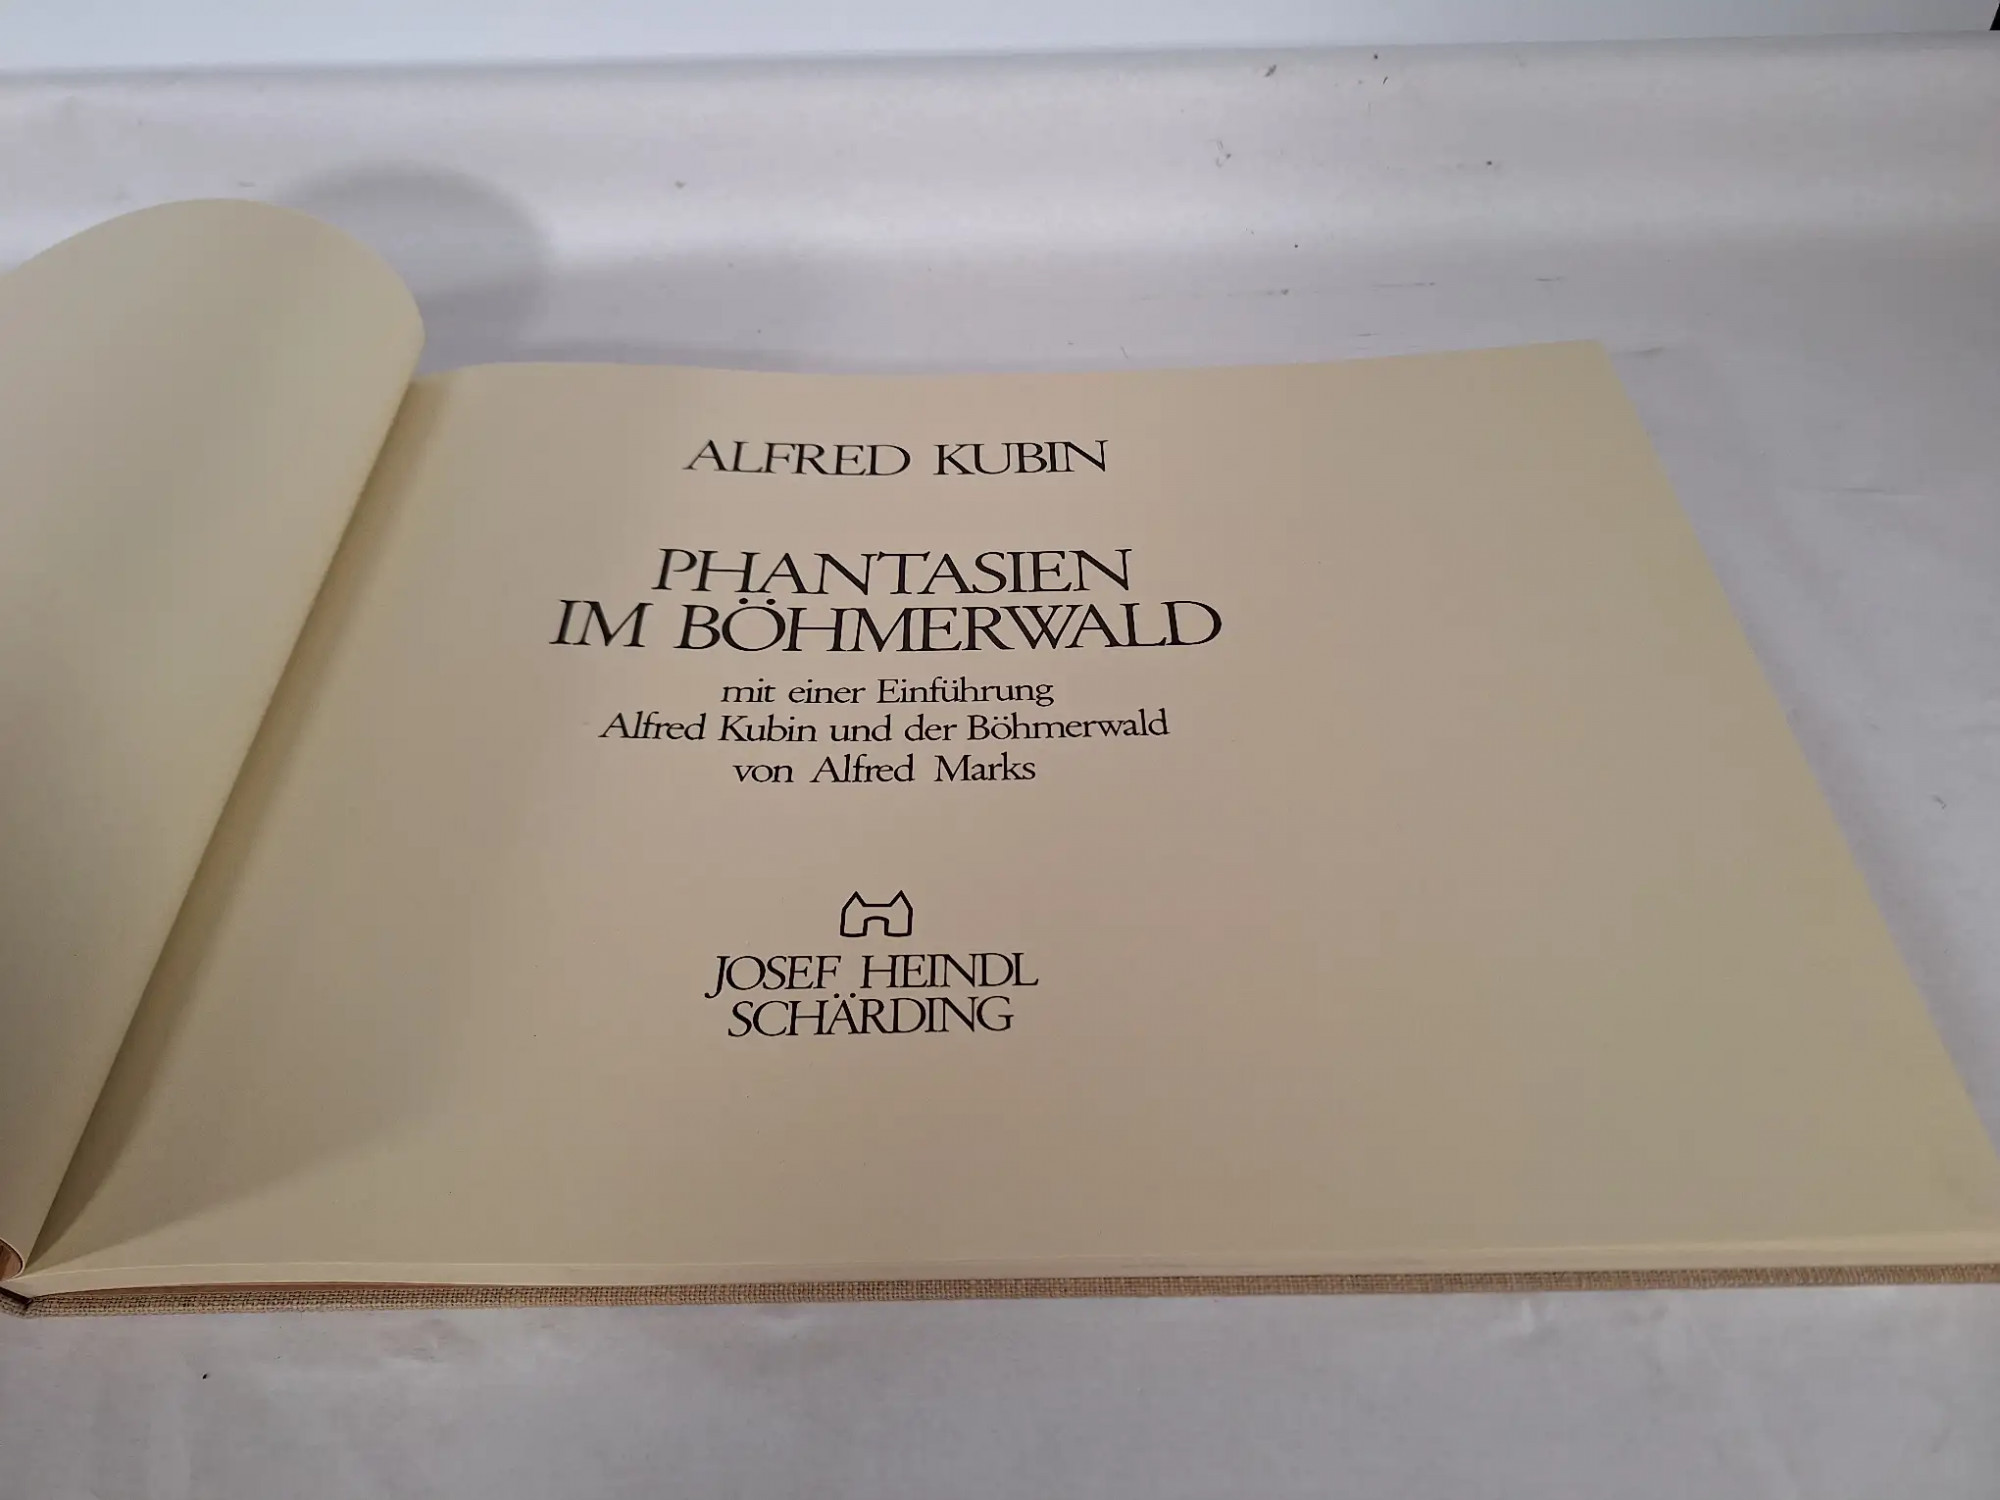 ALFRED KUBIN
PHANTASIEN
IM BÖHMERWALD
mit einer Einführung
Alfred Kubin und der Böhmerwald
von Alfred Marks
JOSEF HEINDL
SCHÄRDING